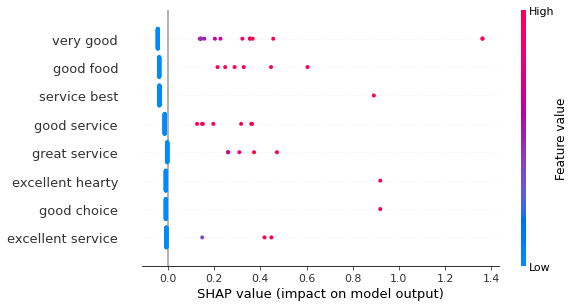 High
very good
good food
service best
good service
great service
excellent hearty
good choice
excellent service
Feature value
Low
0.0 0.2 0.4 0.6 0.8 1.0 1.2 1.4
SHAP value (impact on model output)